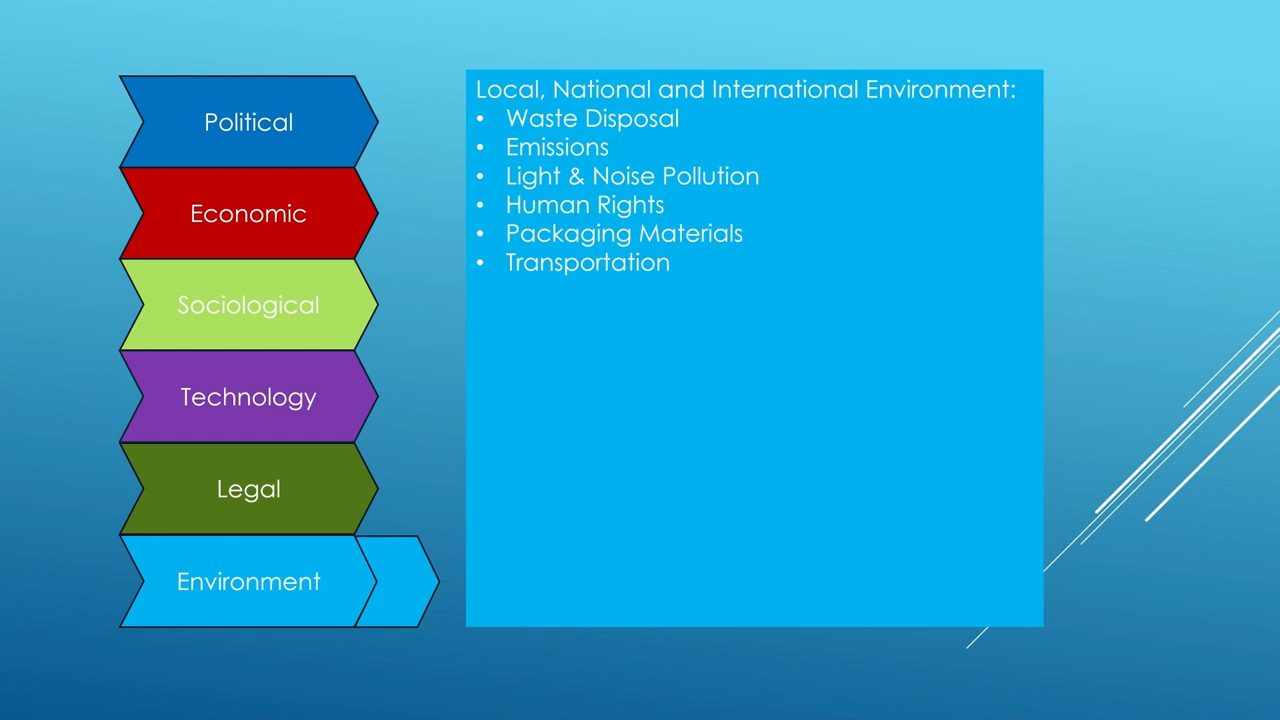 Political
Economic
Sociological
Technology
Legal
Environment
Local, National and International Environment:
• Waste Disposal
• Emissions
• Light & Noise Pollution
• Human Rights
• Packaging Materials
• Transportation